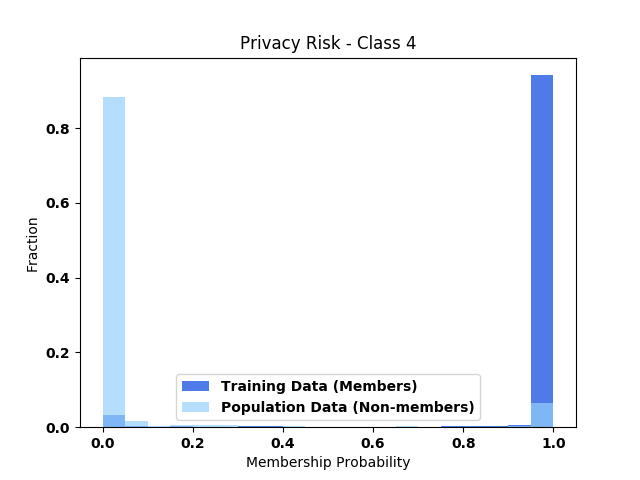 Privacy Risk - Class 4
Fraction
0.8
0.6
0.4
0.2
0.0
Training Data (Members)
Population Data (Non-members)
0.0 0.2 0.4 0.6 0.8 1.0
Membership Probability